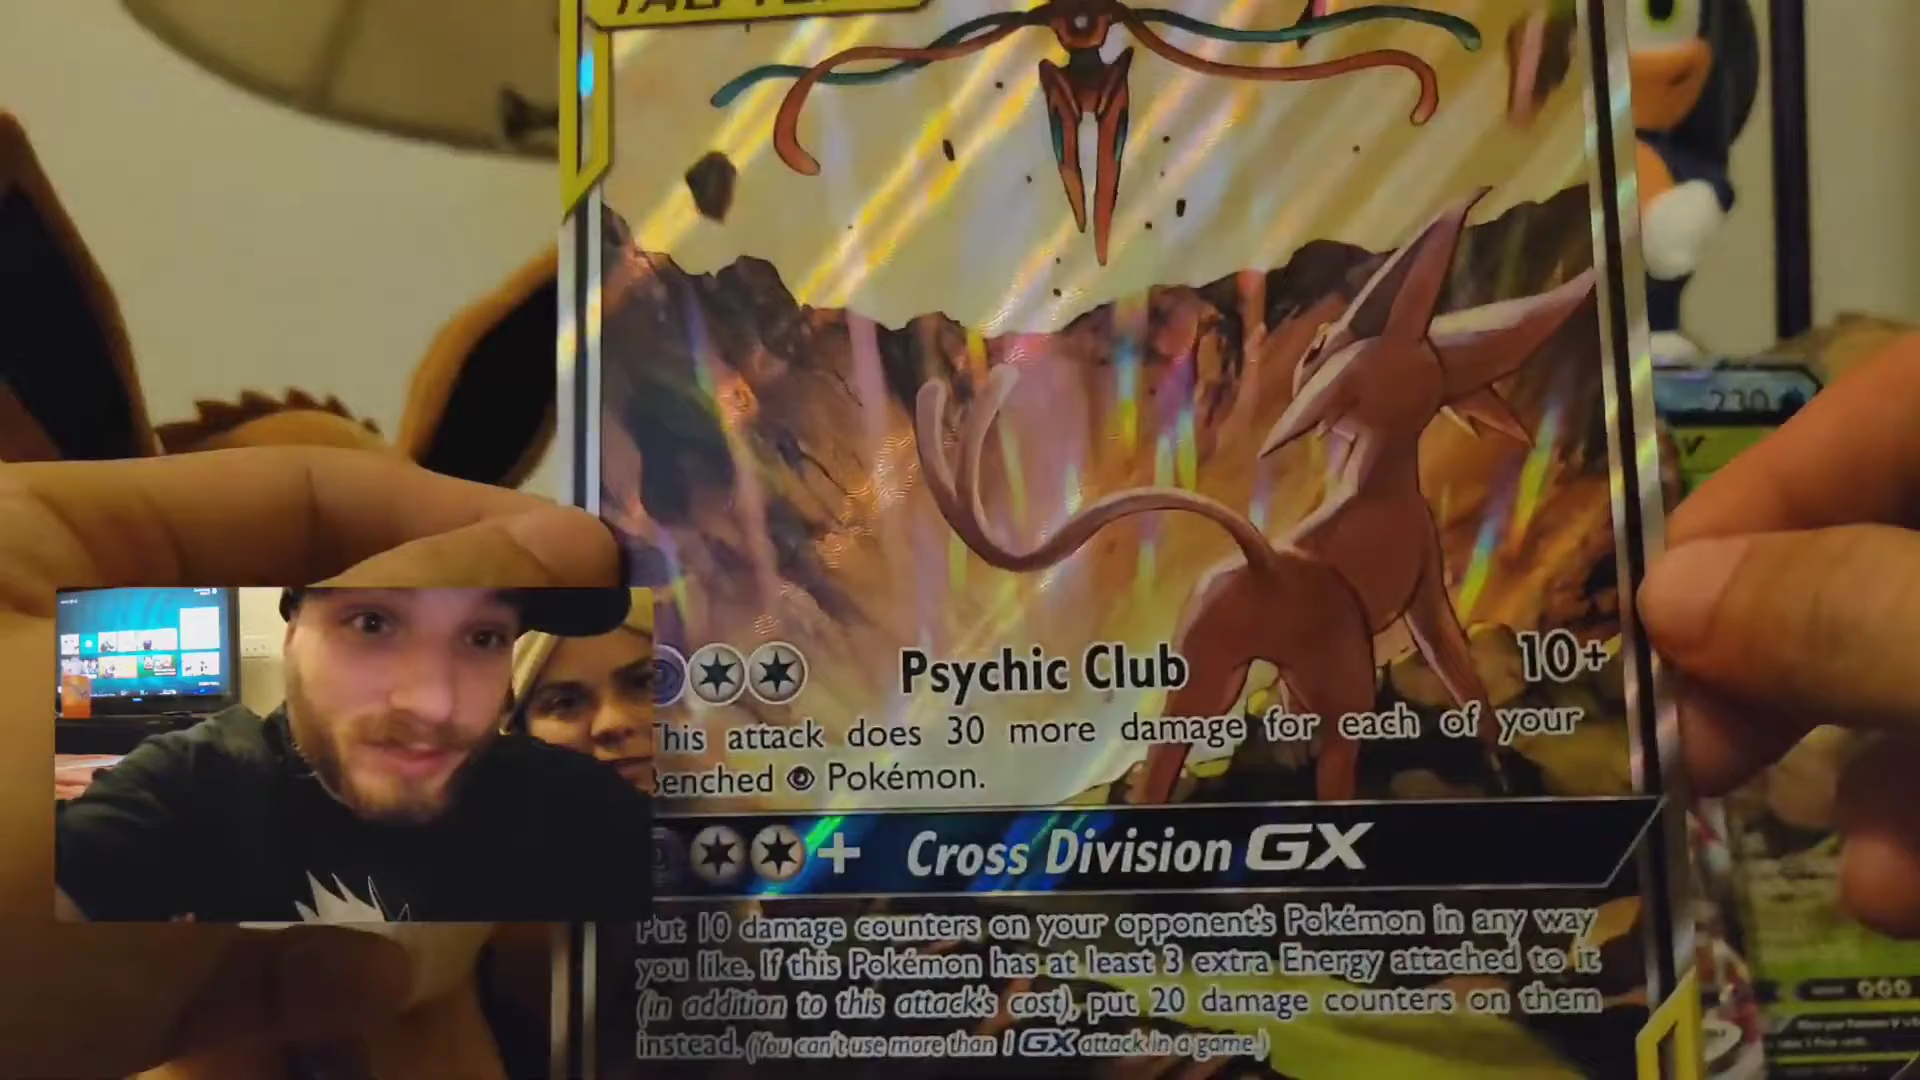 TAG TEAM
230
V
Psychic Club 10+
This attack does 30 more damage for each of your
Benched Pokémon.
+ Cross Division GX
Put 10 damage counters on your opponent's Pokémon in any way
you like. If this Pokémon has at least 3 extra Energy attached to it
(in addition to this attack's cost), put 20 damage counters on them
instead. (You can't use more than 1 GX attack in a game.)